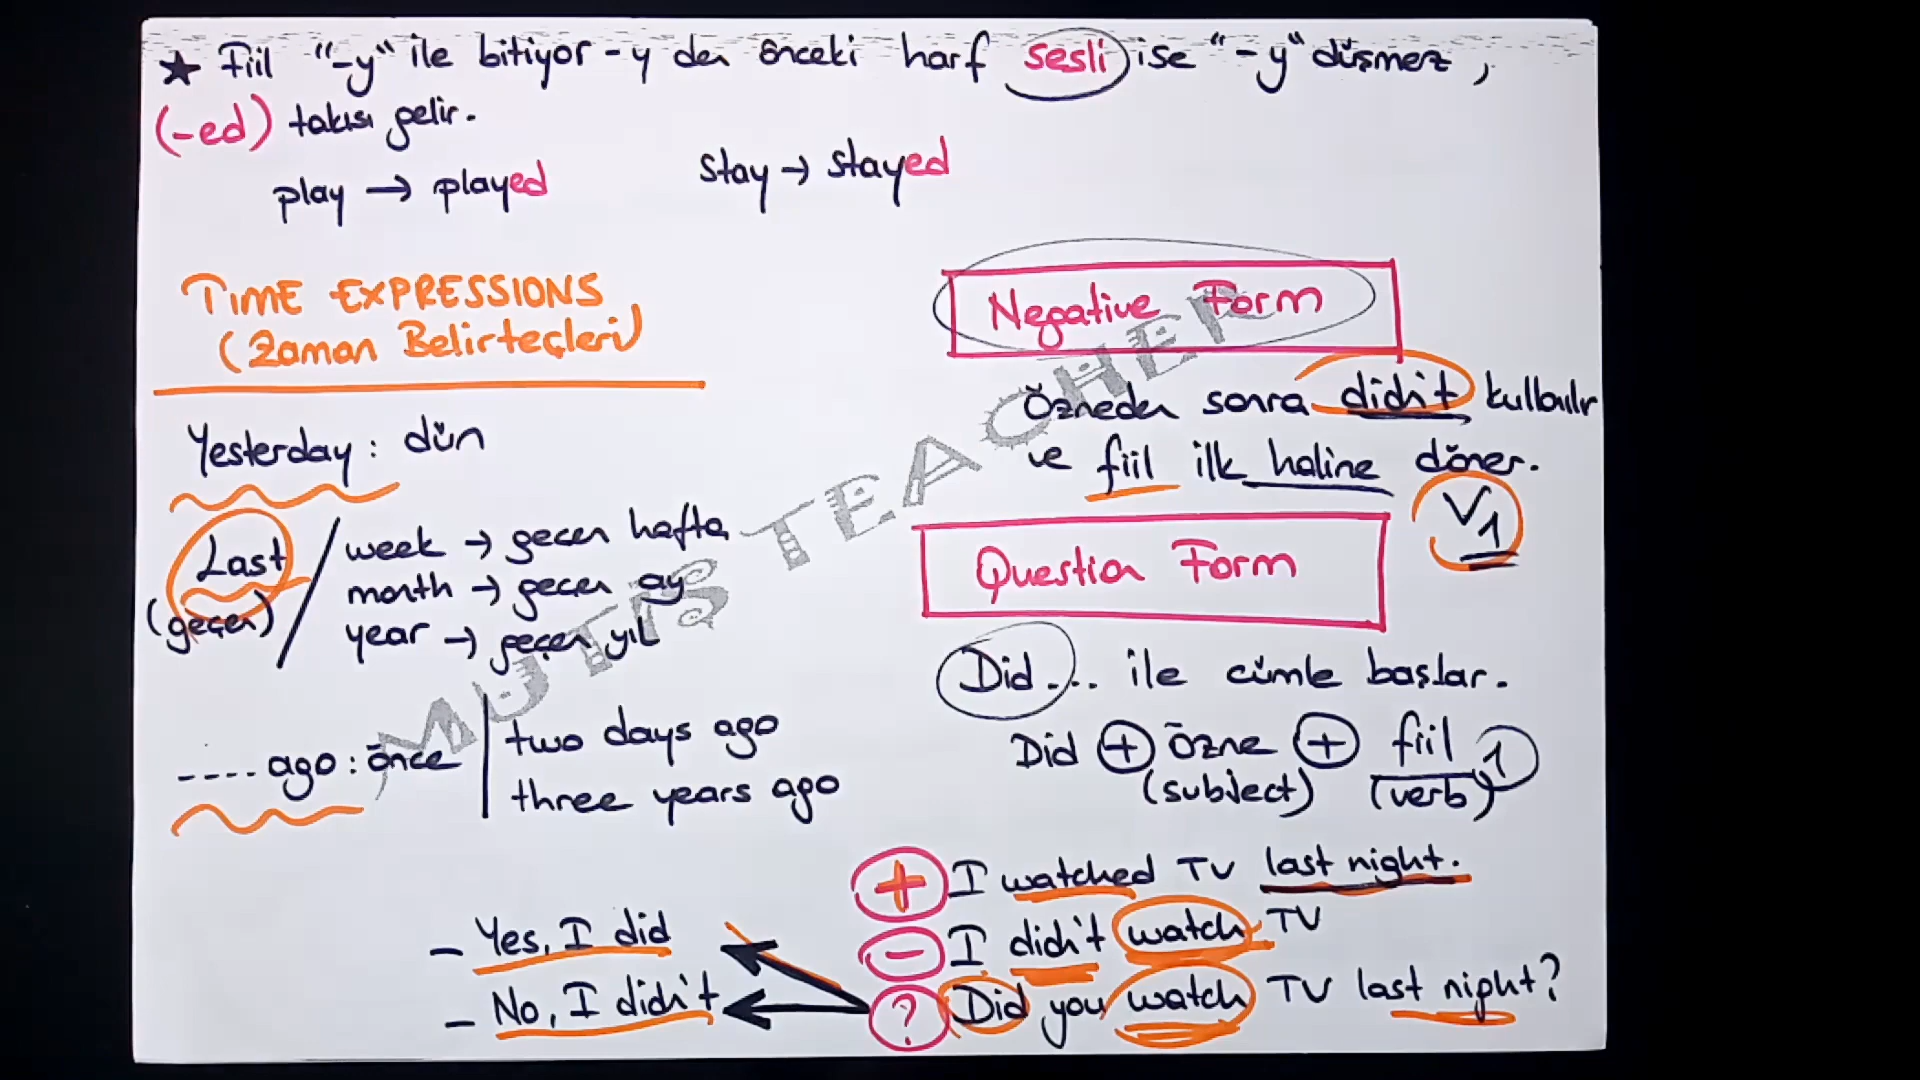 ★ Fiil "-y" ile bitiyor -y den önceki harf sesli ise "-y" düşmez,
(-ed) takısı gelir.
play → played
stay → stayed
TIME EXPRESSIONS
(Zaman Belirteçleri)
Yesterday: dün
Last
(geçen)
week → geçen hafta
month → geçen ay
year → geçen yıl
---- ago: önce
two days ago
three years ago
Negative Form
Özneden sonra didn't kullanılır
ve fiil ilk haline döner.
V1
Question Form
Did... ile cümle başlar.
Did + özne + fiil 1
(subject) (verb)
+ I watched TV last night.
- I didn't watch TV
? Did you watch TV last night?
- Yes, I did
- No, I didn't
MUTIS TEACHER